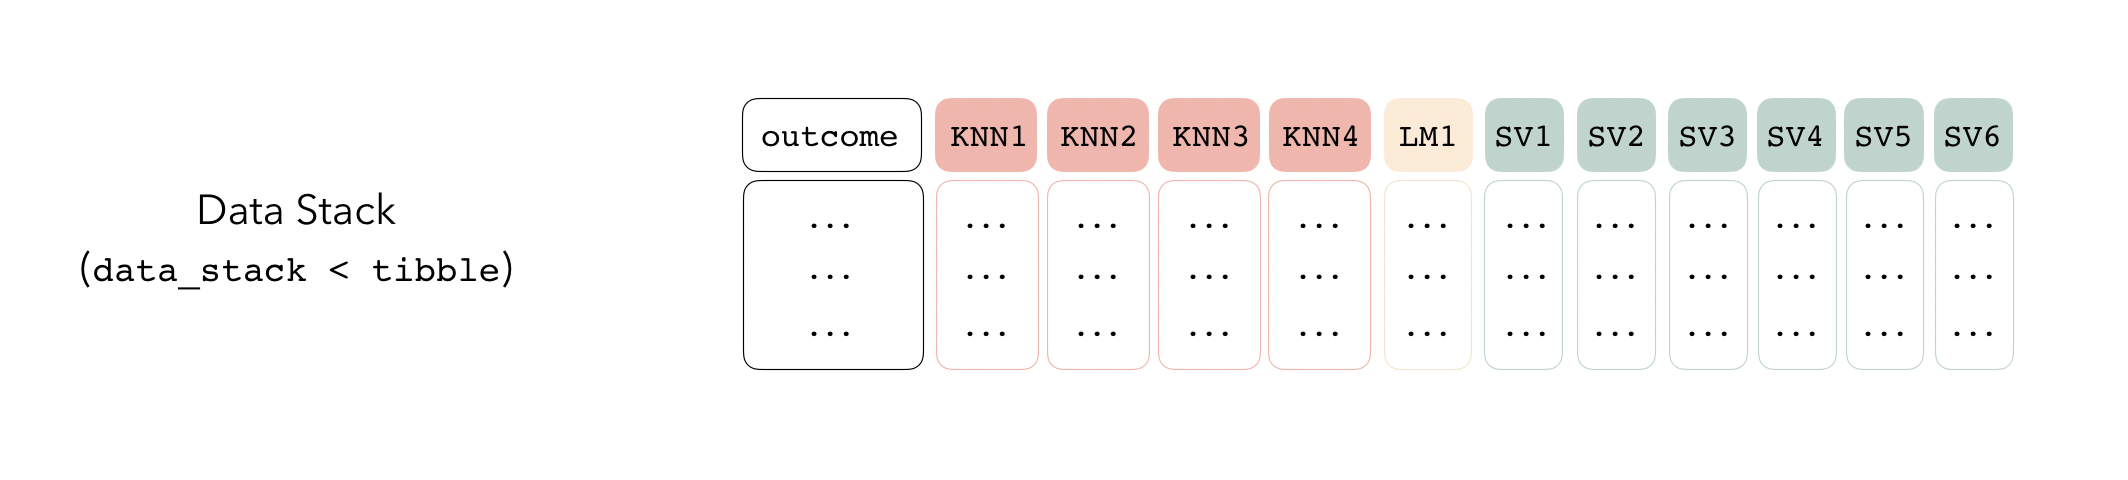 outcome KNN1 KNN2 KNN3 KNN4 LM1 SV1 SV2 SV3 SV4 SV5 SV6
Data Stack
(data_stack < tibble)
... ... ... ... ... ... ... ... ... ... ... ...
... ... ... ... ... ... ... ... ... ... ... ...
... ... ... ... ... ... ... ... ... ... ... ...